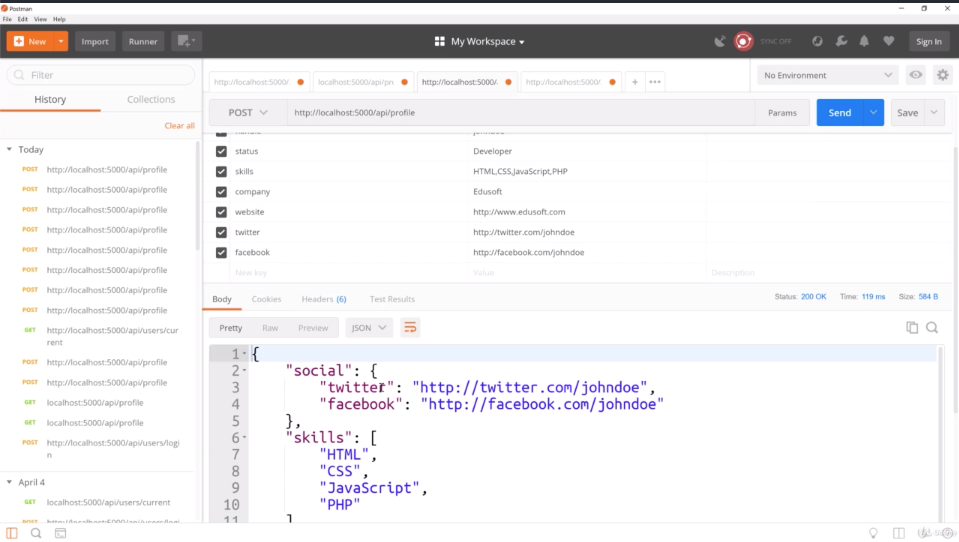 Postman
File Edit View Help
New Import Runner My Workspace SYNC OFF Sign In
Filter
History Collections
Clear all
Today
POST http://localhost:5000/api/profile
POST http://localhost:5000/api/profile
POST http://localhost:5000/api/profile
POST http://localhost:5000/api/profile
POST http://localhost:5000/api/profile
POST http://localhost:5000/api/profile
POST http://localhost:5000/api/profile
POST http://localhost:5000/api/profile
GET http://localhost:5000/api/users/cur
rent
POST http://localhost:5000/api/profile
POST http://localhost:5000/api/profile
GET localhost:5000/api/profile
GET localhost:5000/api/profile
POST http://localhost:5000/api/users/logi
n
April 4
GET localhost:5000/api/users/current
POST http://localhost:5000/api/users/logi
http://localhost:5000/ localhost:5000/api/pr http://localhost:5000/ http://localhost:5000/ + •••
No Environment
POST http://localhost:5000/api/profile Params Send Save
status Developer
skills HTML,CSS,JavaScript,PHP
company Edusoft
website http://www.edusoft.com
twitter http://twitter.com/johndoe
facebook http://facebook.com/johndoe
New key Value Description
Body Cookies Headers (6) Test Results Status: 200 OK Time: 119 ms Size: 584 B
Pretty Raw Preview JSON
1 {
2 "social": {
3 "twitter": "http://twitter.com/johndoe",
4 "facebook": "http://facebook.com/johndoe"
5 },
6 "skills": [
7 "HTML",
8 "CSS",
9 "JavaScript",
10 "PHP"
11 ]